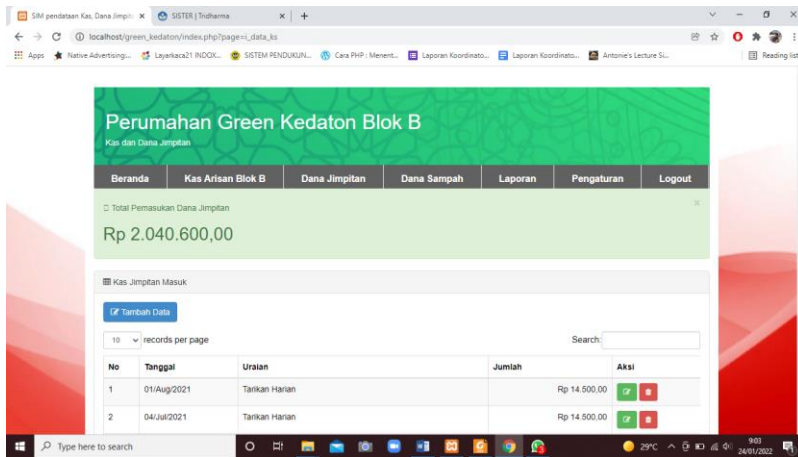 SIM pendataan Kas, Dana Jimpit
SISTER | Tridharma
localhost/green_kedaton/index.php?page=i_data_ks
Apps Native Advertising:... Layarkaca21 INDOX... SISTEM PENDUKUN... Cara PHP : Menent... Laporan Koordinato... Laporan Koordinato... Antonie's Lecture Si... Reading list
Perumahan Green Kedaton Blok B
Kas dan Dana Jimpitan
Beranda Kas Arisan Blok B Dana Jimpitan Dana Sampah Laporan Pengaturan Logout
Total Pemasukan Dana Jimpitan
Rp 2.040.600,00
Kas Jimpitan Masuk
Tambah Data
10 records per page Search:
No Tanggal Uraian Jumlah Aksi
1 01/Aug/2021 Tarikan Harian Rp 14.500,00
2 04/Jul/2021 Tarikan Harian Rp 14.500,00
Type here to search 29°C 9:03
24/01/2022